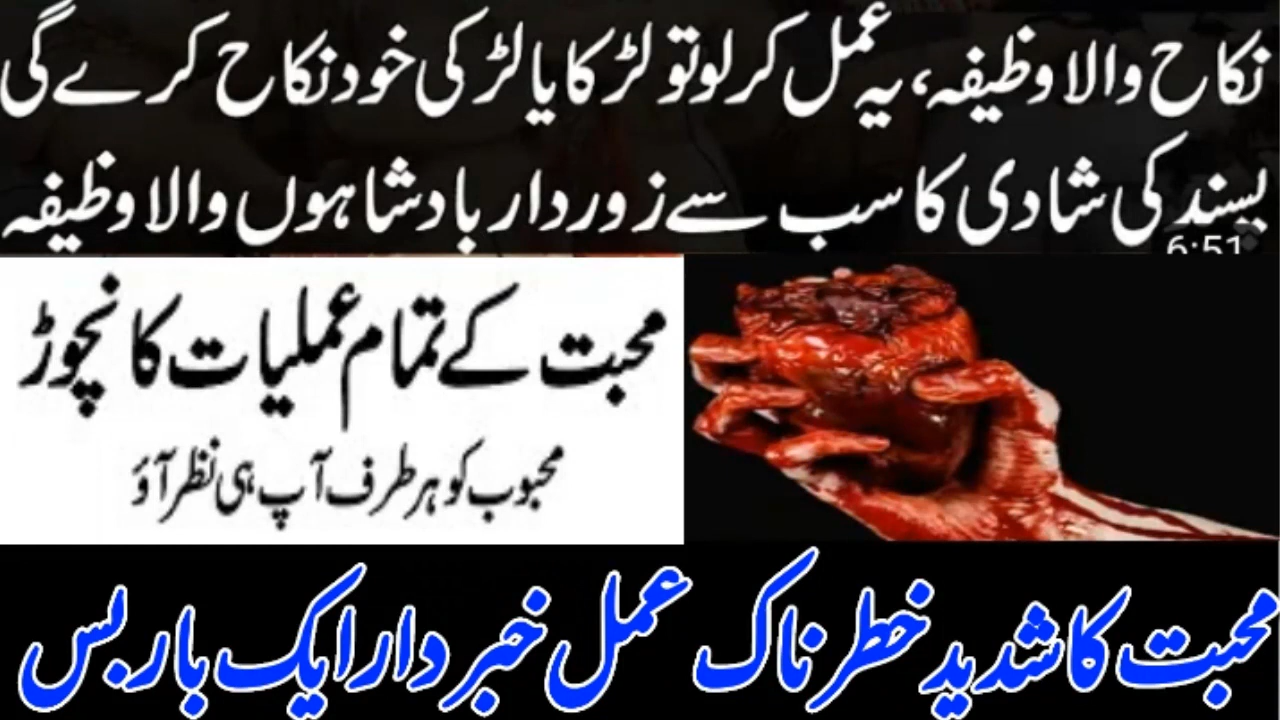 نکاح والا وظیفہ، یہ عمل کر لو تو لڑکا یا لڑکی خود نکاح کرے گی
پسند کی شادی کا سب سے زوردار بادشاہوں والا وظیفہ
6:51
محبت کے تمام عملیات کا نچوڑ
محبوب کو ہر طرف آپ ہی نظر آؤ
محبت کا شدید خطرناک عمل خبردار ایک بار بس